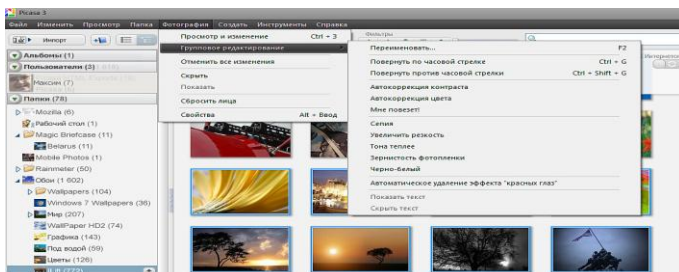 Picasa 3
Файл Изменить Просмотр Папка Фотография Создать Инструменты Справка
Импорт
Фильтры
Альбомы (1)
Пользователи (3)
Максим (7)
Папки (78)
Mozilla (6)
Рабочий стол (1)
Magic Briefcase (11)
Belarus (11)
Mobile Photos (1)
Rainmeter (50)
Обои (1 602)
Wallpapers (104)
Windows 7 Wallpapers (36)
Мир (207)
WallPaper HD2 (74)
Графика (143)
Под водой (59)
Цветы (126)
Просмотр и изменение Ctrl + 3
Групповое редактирование
Отменить все изменения
Скрыть
Показать
Сбросить лица
Свойства Alt + Ввод
Переименовать... F2
Повернуть по часовой стрелке Ctrl + G
Повернуть против часовой стрелки Ctrl + Shift + G
Автокоррекция контраста
Автокоррекция цвета
Мне повезет!
Сепия
Увеличить резкость
Тона теплее
Зернистость фотопленки
Черно-белый
Автоматическое удаление эффекта "красных глаз"
Показать текст
Скрыть текст